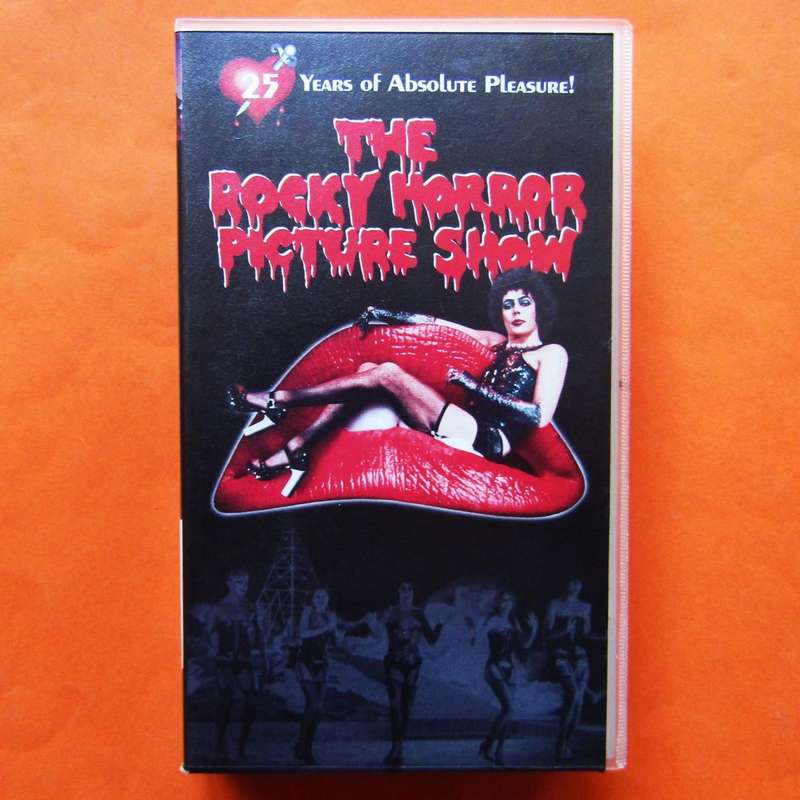 25 Years of Absolute Pleasure!
THE
ROCKY HORROR
PICTURE SHOW